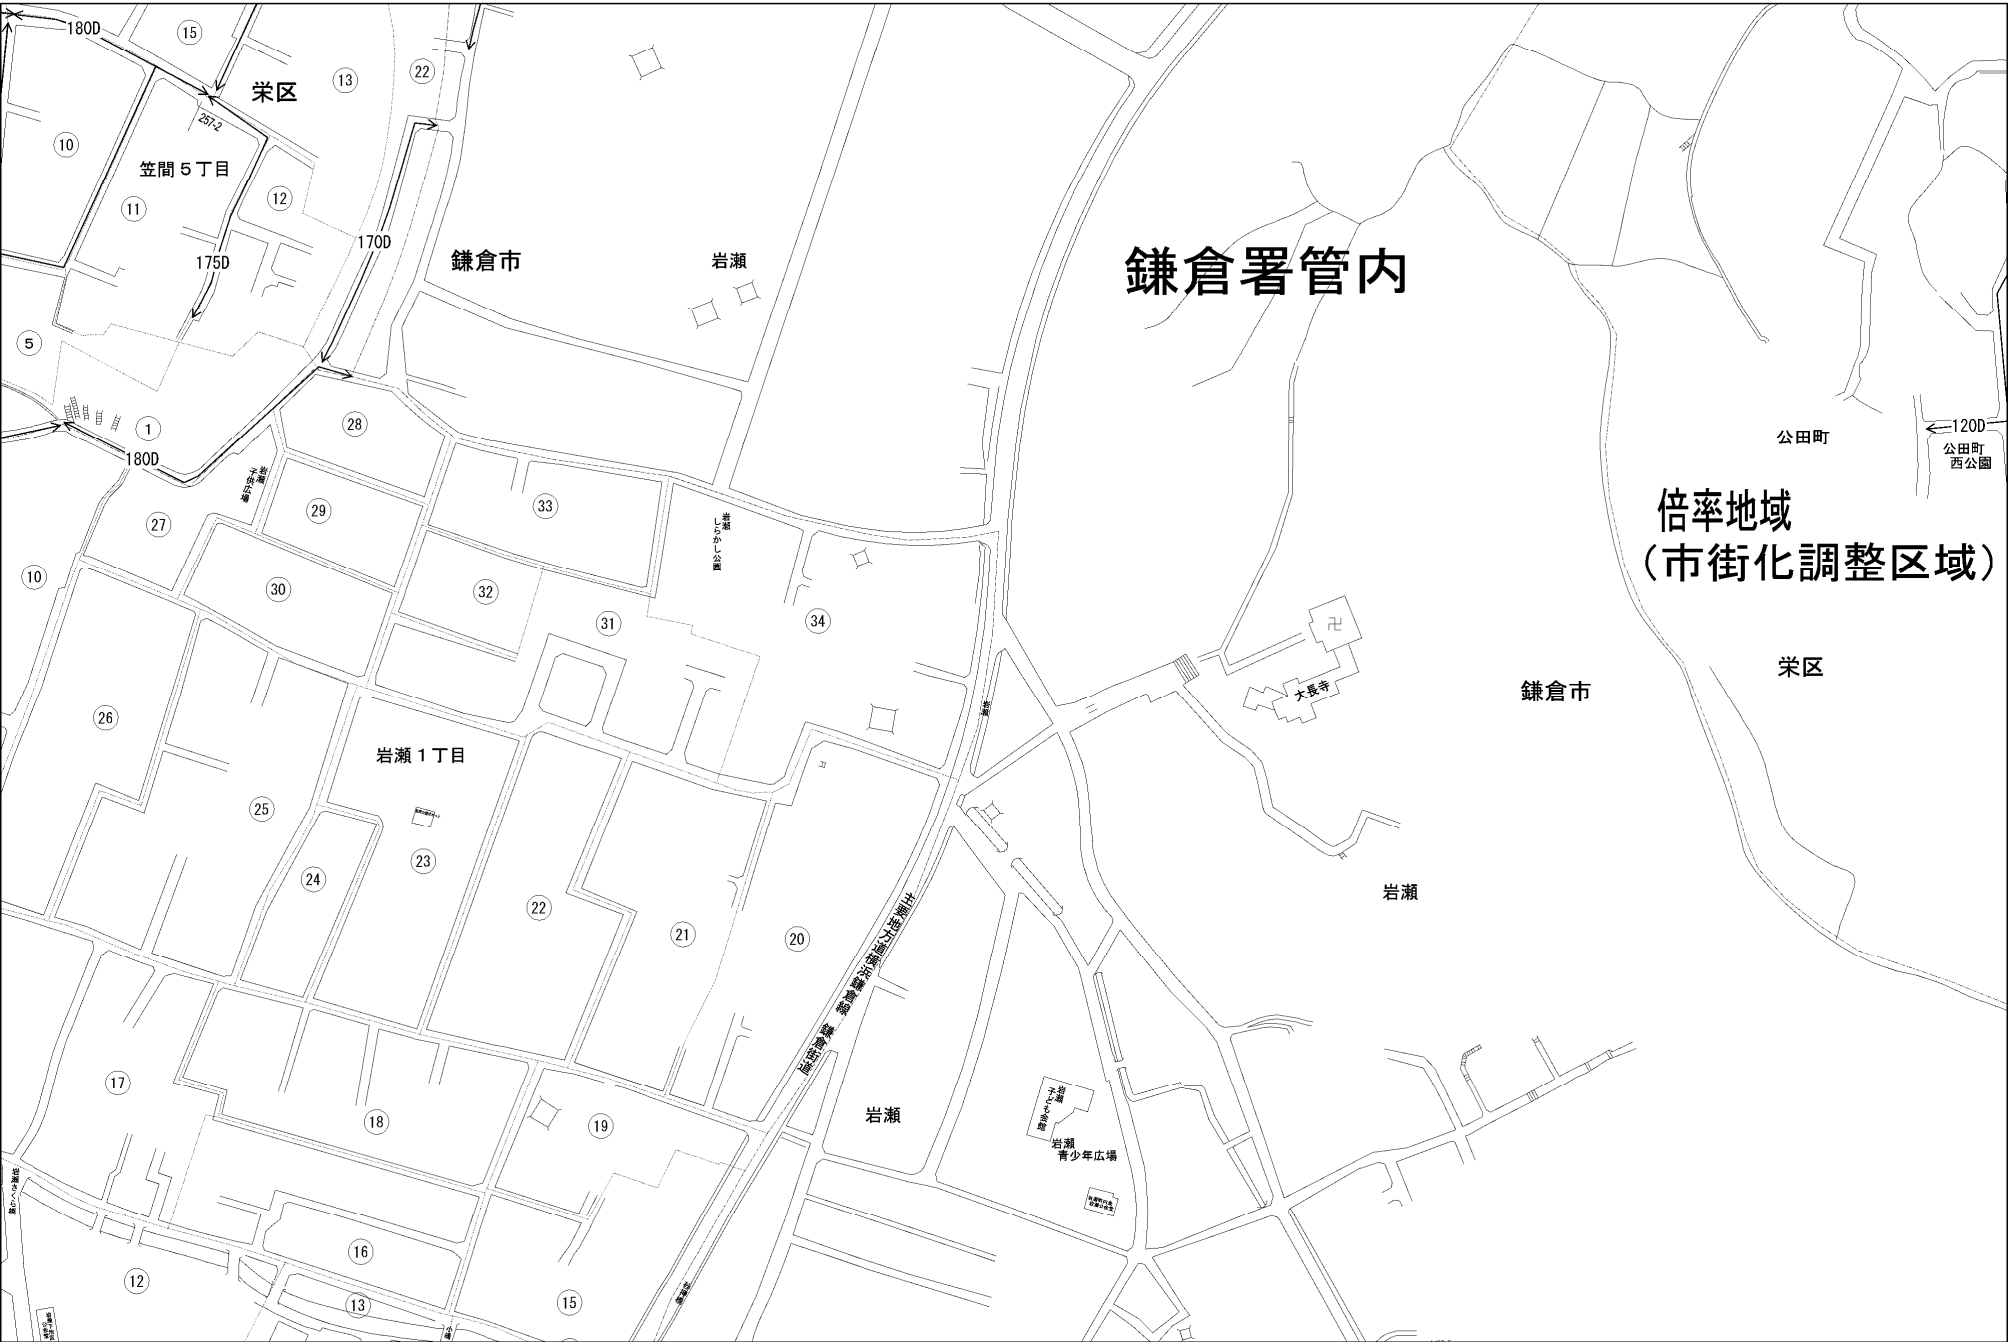 180D
15
栄区
13
22
257-2
10
笠間5丁目
11
12
170D
175D
鎌倉市
岩瀬
鎌倉署管内
5
1
180D
28
岩瀬
子供広場
27
29
33
岩瀬
しらかし公園
10
30
32
31
34
公田町
120D
公田町
西公園
倍率地域
(市街化調整区域)
卍
大長寺
鎌倉市
栄区
岩瀬
26
岩瀬1丁目
25
24
23
22
21
20
岩瀬
主要地方道横浜鎌倉線 鎌倉街道
17
18
19
岩瀬
岩瀬
子ども会館
岩瀬
青少年広場
16
12
13
15